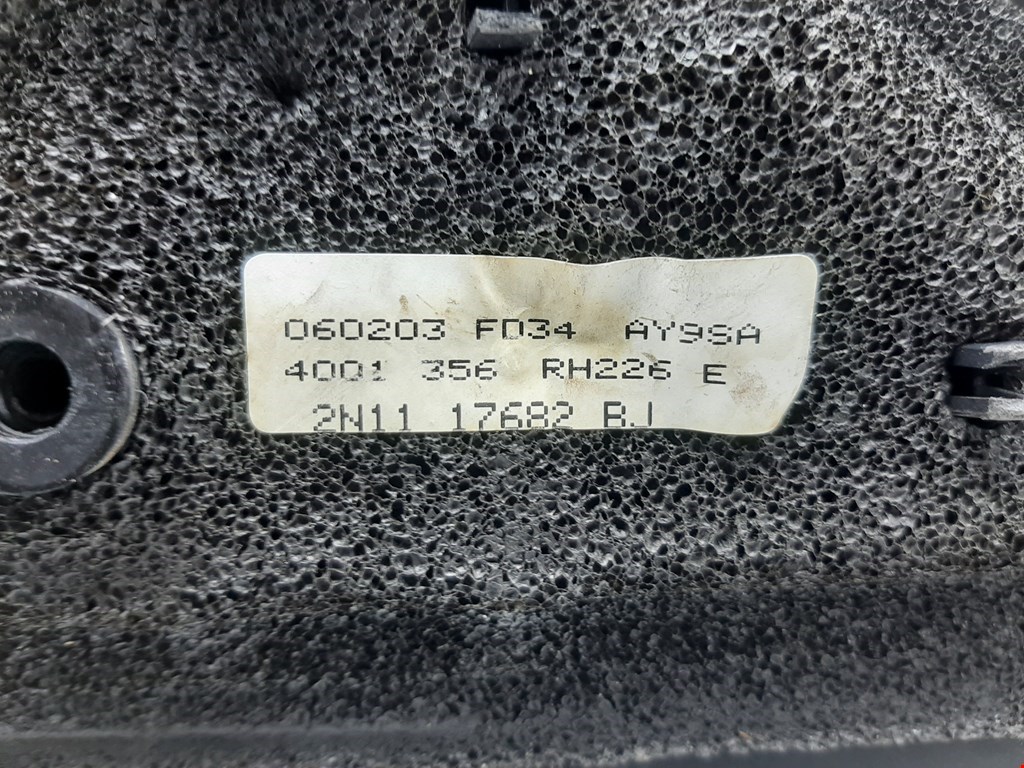 060203 FD34 AY9SA
4001 356 RH226 E
2N11 17682 BJ